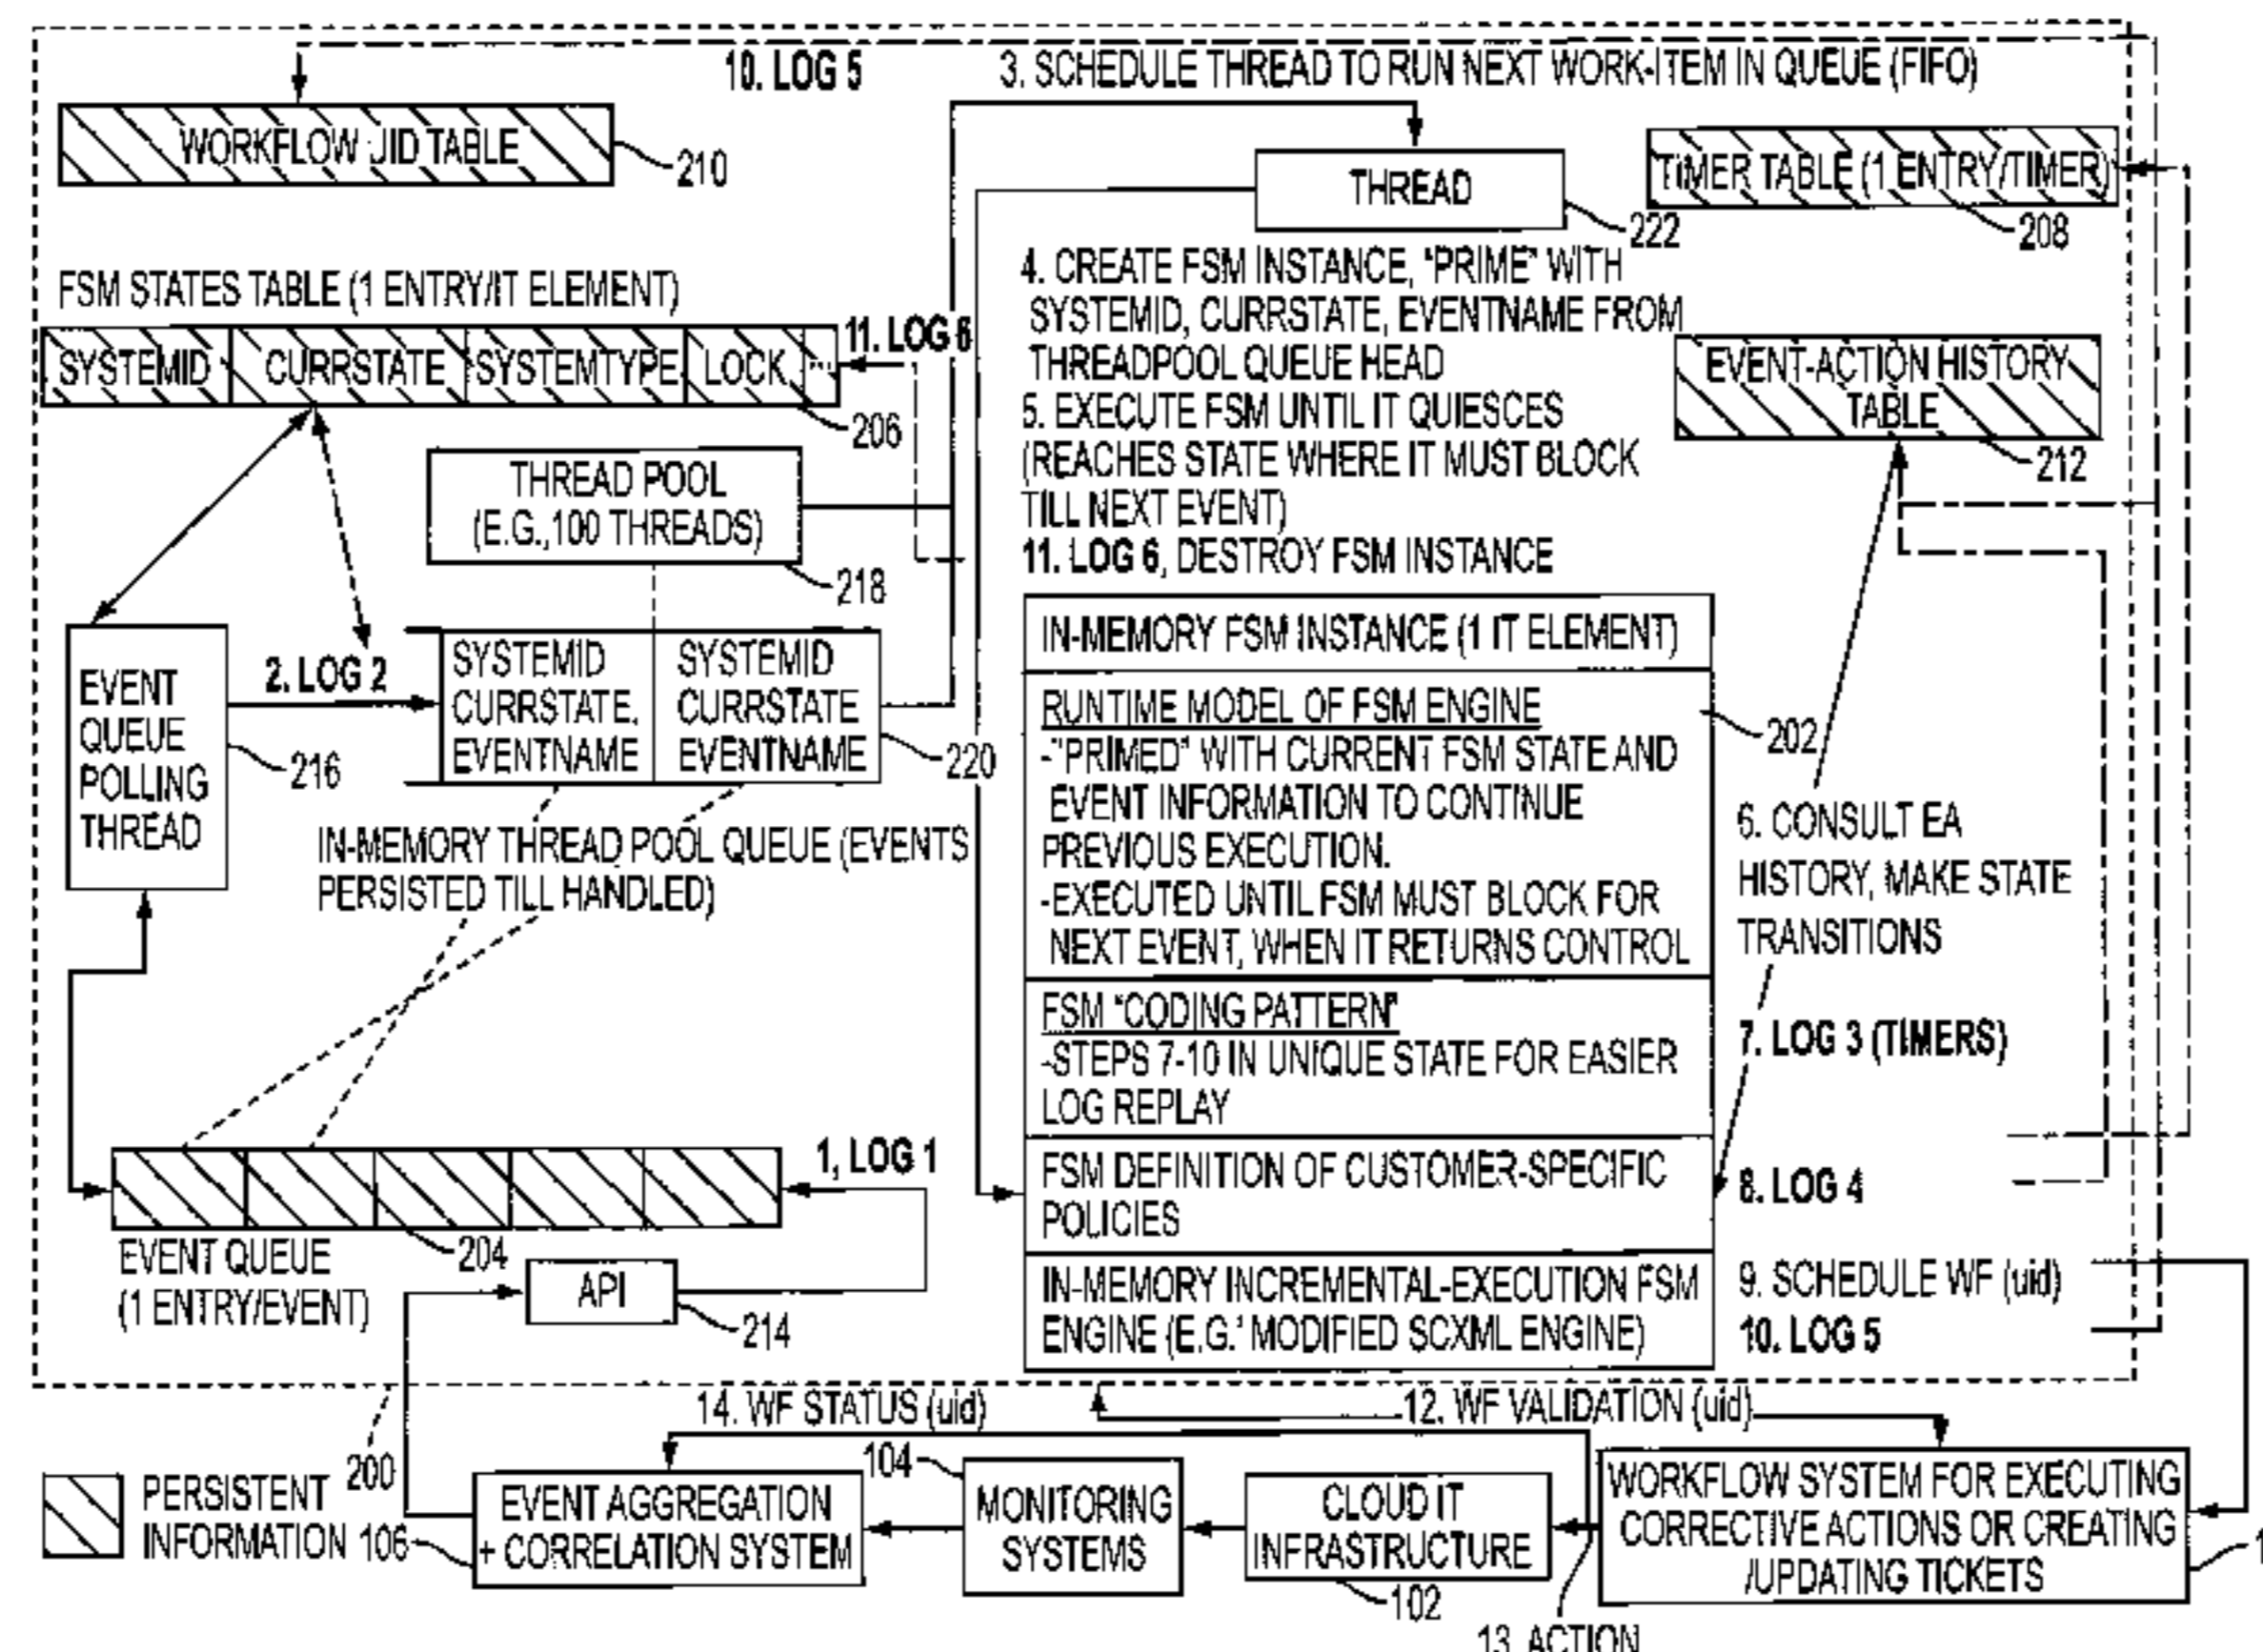 10. LOG 5
3. SCHEDULE THREAD TO RUN NEXT WORK-ITEM IN QUEUE (FIFO)
WORKFLOW UID TABLE
210
THREAD
222
TIMER TABLE (1 ENTRY/TIMER)
208
FSM STATES TABLE (1 ENTRY/IT ELEMENT)
SYSTEMID
CURRSTATE
SYSTEMTYPE
LOCK
...
206
11. LOG 6
4. CREATE FSM INSTANCE, "PRIME" WITH
SYSTEMID, CURRSTATE, EVENTNAME FROM
THREADPOOL QUEUE HEAD
5. EXECUTE FSM UNTIL IT QUIESCES
(REACHES STATE WHERE IT MUST BLOCK
TILL NEXT EVENT)
11. LOG 6, DESTROY FSM INSTANCE
EVENT-ACTION HISTORY
TABLE
212
THREAD POOL
(E.G.,100 THREADS)
218
EVENT
QUEUE
POLLING
THREAD
216
2. LOG 2
SYSTEMID
CURRSTATE,
EVENTNAME
SYSTEMID
CURRSTATE
EVENTNAME
220
IN-MEMORY THREAD POOL QUEUE (EVENTS
PERSISTED TILL HANDLED)
IN-MEMORY FSM INSTANCE (1 IT ELEMENT)
RUNTIME MODEL OF FSM ENGINE
-"PRIMED" WITH CURRENT FSM STATE AND
EVENT INFORMATION TO CONTINUE
PREVIOUS EXECUTION.
-EXECUTED UNTIL FSM MUST BLOCK FOR
NEXT EVENT, WHEN IT RETURNS CONTROL
202
FSM "CODING PATTERN"
-STEPS 7-10 IN UNIQUE STATE FOR EASIER
LOG REPLAY
FSM DEFINITION OF CUSTOMER-SPECIFIC
POLICIES
IN-MEMORY INCREMENTAL-EXECUTION FSM
ENGINE (E.G.' MODIFIED SCXML ENGINE)
6. CONSULT EA
HISTORY, MAKE STATE
TRANSITIONS
7. LOG 3 (TIMERS)
8. LOG 4
9. SCHEDULE WF (uid)
10. LOG 5
1, LOG 1
204
EVENT QUEUE
(1 ENTRY/EVENT)
API
214
14. WF STATUS (uid)
12. WF VALIDATION (uid)
200
PERSISTENT
INFORMATION
106
EVENT AGGREGATION
+ CORRELATION SYSTEM
104
MONITORING
SYSTEMS
CLOUD IT
INFRASTRUCTURE
102
WORKFLOW SYSTEM FOR EXECUTING
CORRECTIVE ACTIONS OR CREATING
/UPDATING TICKETS
13. ACTION